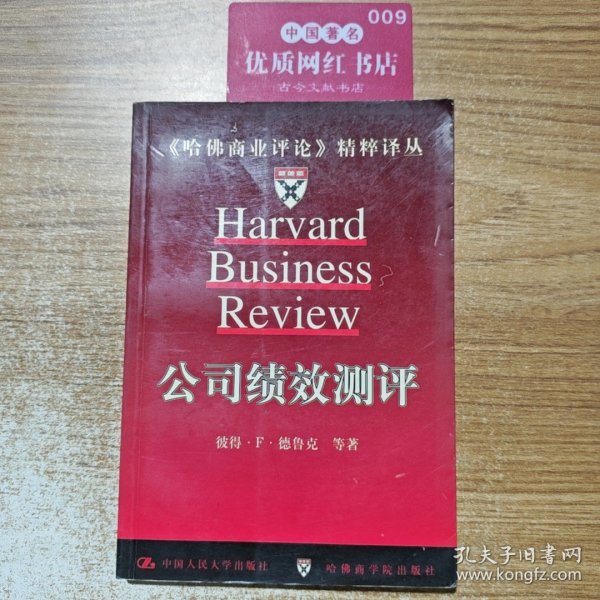 009
中国著名
优质网红书店
古今文献书店
《哈佛商业评论》精粹译丛
Harvard
Business
Review
公司绩效测评
彼得·F·德鲁克 等著
中国人民大学出版社 哈佛商学院出版社
孔夫子旧书网
www.kongfz.com